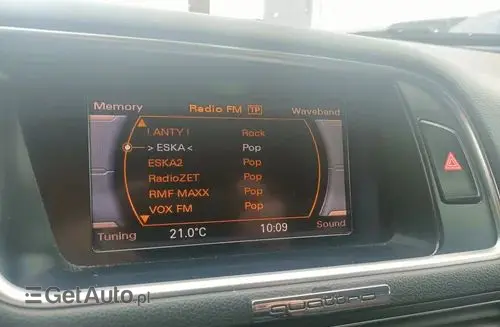 Memory Radio FM TP Waveband
! ANTY ! Rock
> ESKA < Pop
ESKA2 Pop
RadioZET Pop
RMF MAXX Pop
VOX FM Pop
Tuning 21.0°C 10:09 Sound
GetAuto.pl
quattro